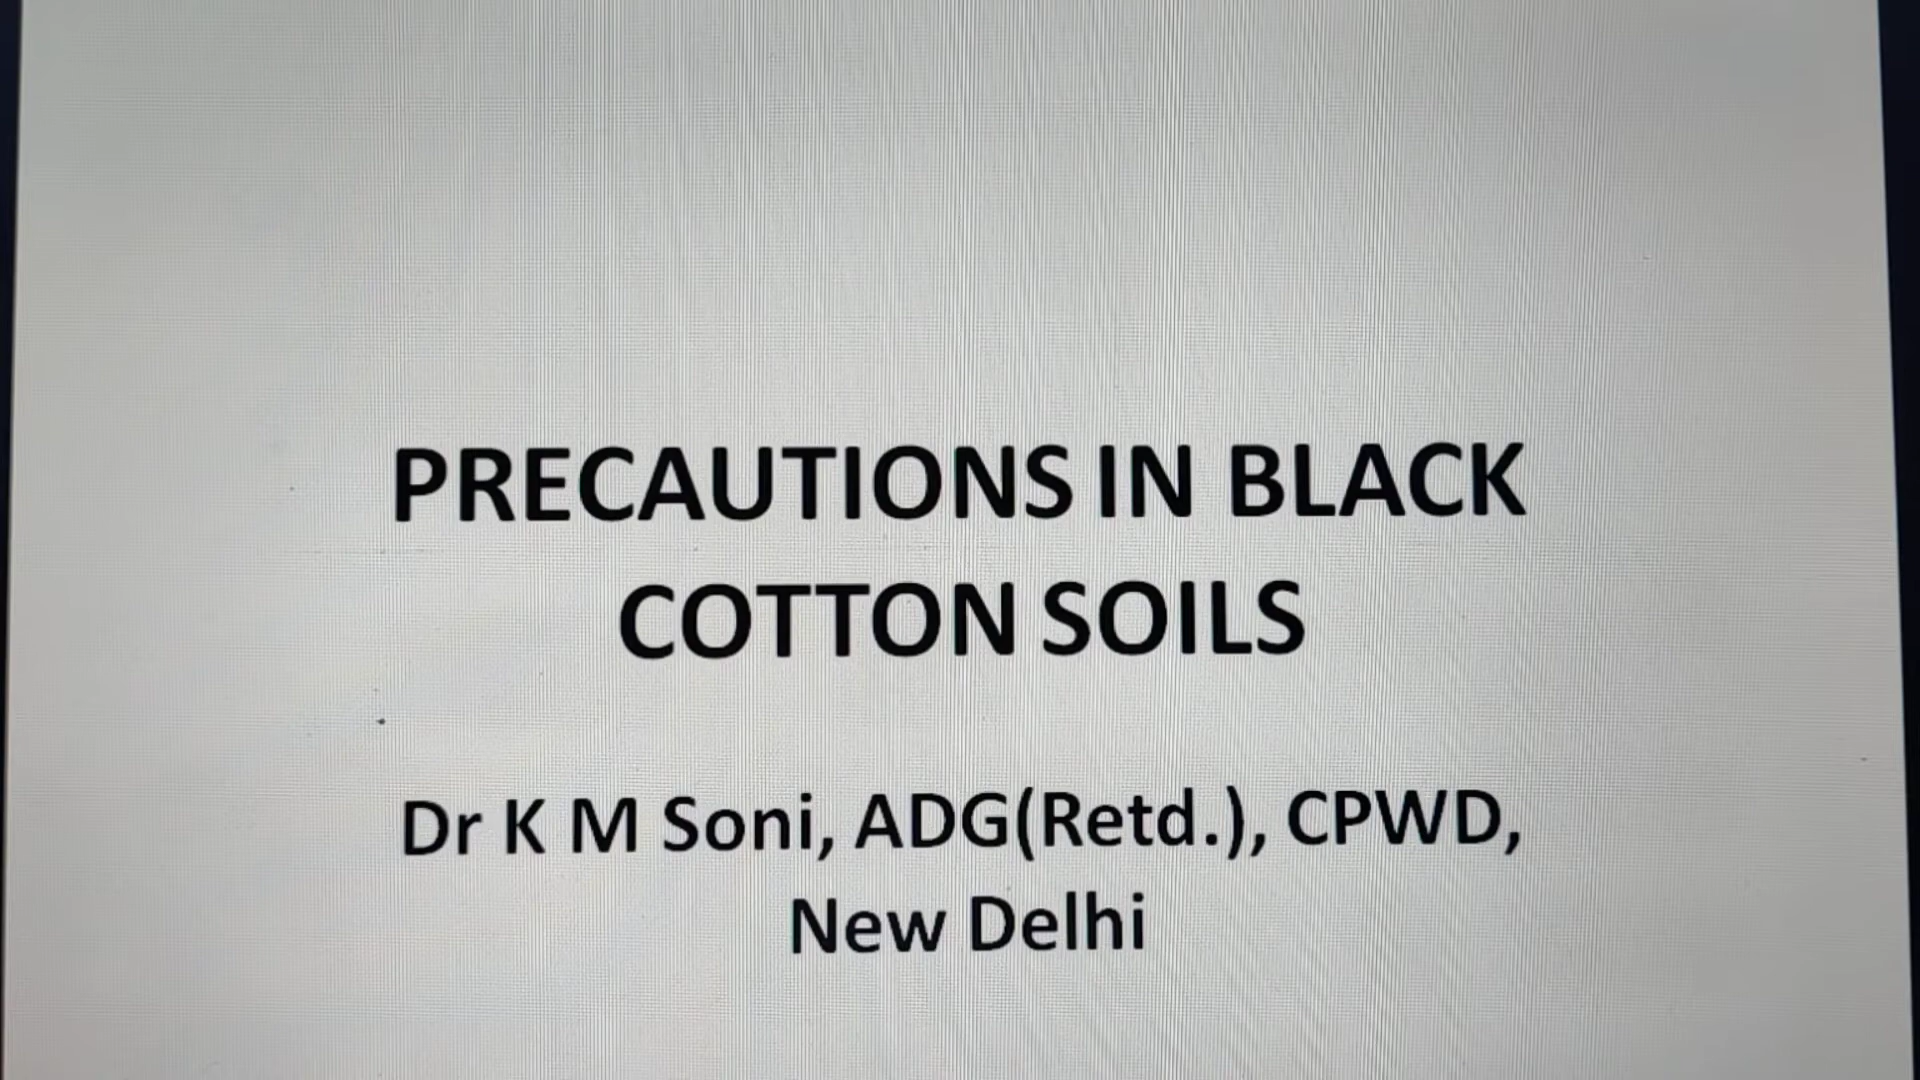 PRECAUTIONS IN BLACK
COTTON SOILS
Dr K M Soni, ADG(Retd.), CPWD,
New Delhi